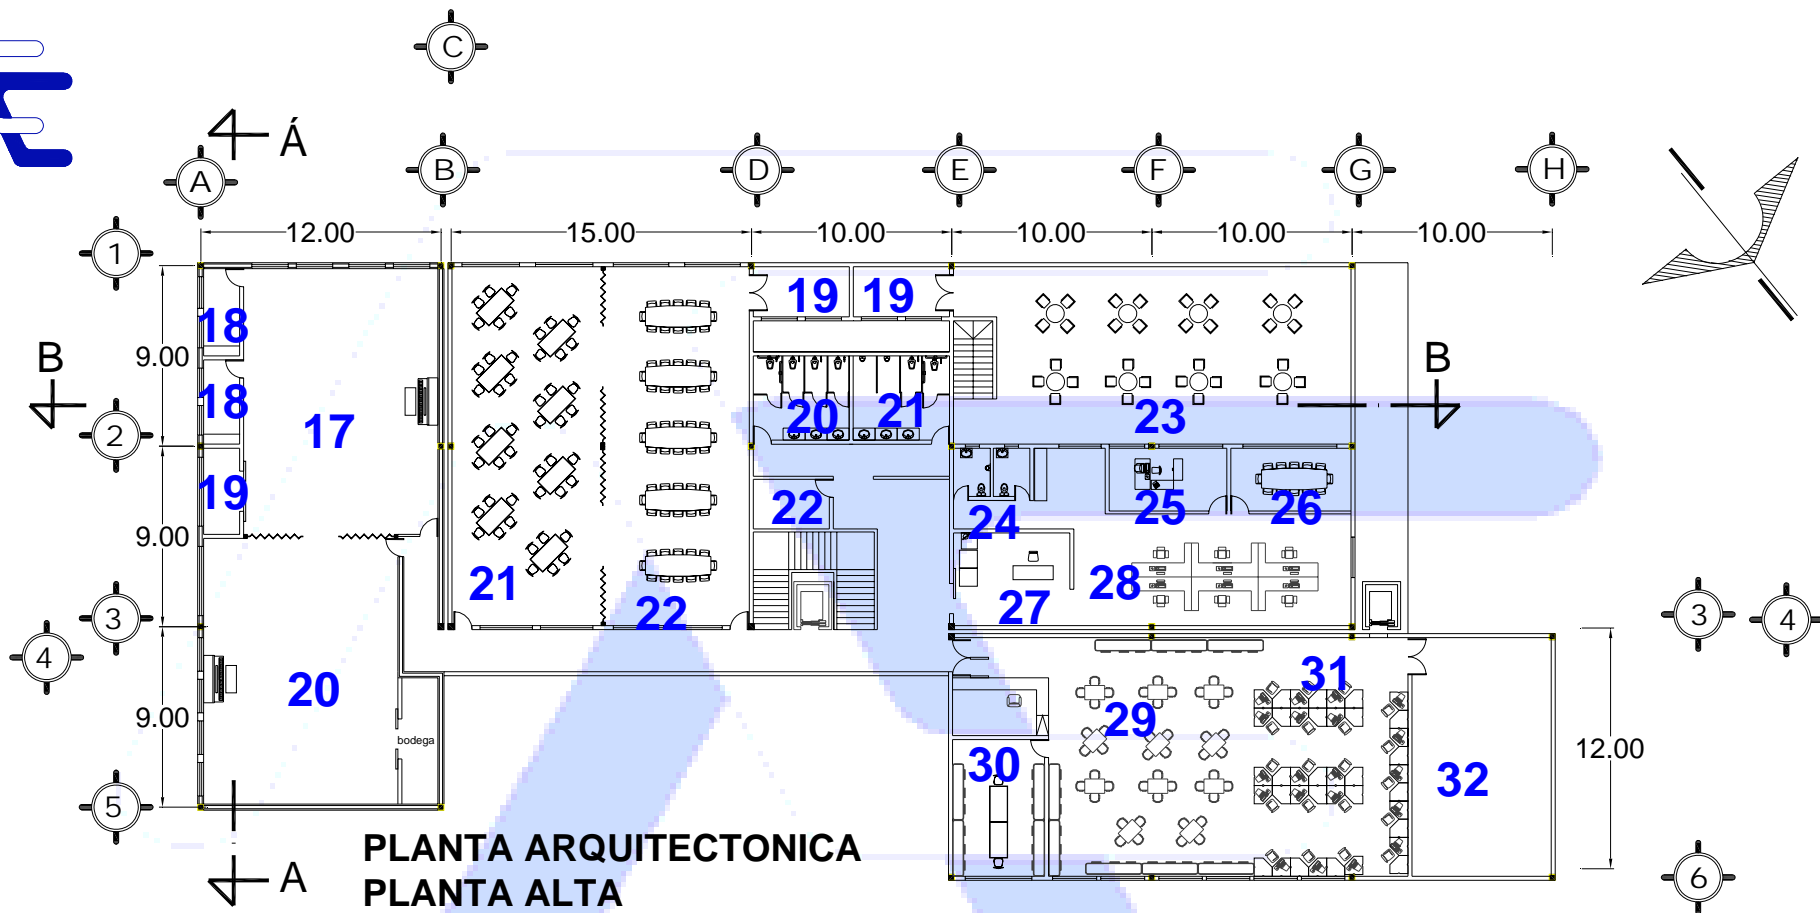 C
Á
A
B
D
E
F
G
H
12.00
15.00
10.00
10.00
10.00
10.00
1
19
19
18
9.00
B
B
18
17
20
21
23
2
19
22
24
25
26
9.00
21
22
27
28
3
3
4
4
20
9.00
bodega
29
31
30
32
12.00
5
PLANTA ARQUITECTONICA
A
PLANTA ALTA
6